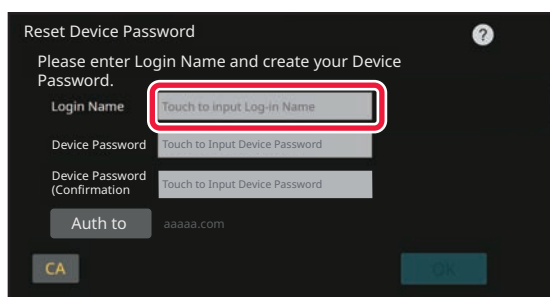 Reset Device Password
?
Please enter Login Name and create your Device
Password.
Login Name Touch to input Log-in Name
Device Password Touch to Input Device Password
Device Password
(Confirmation Touch to Input Device Password
Auth to aaaaa.com
CA OK